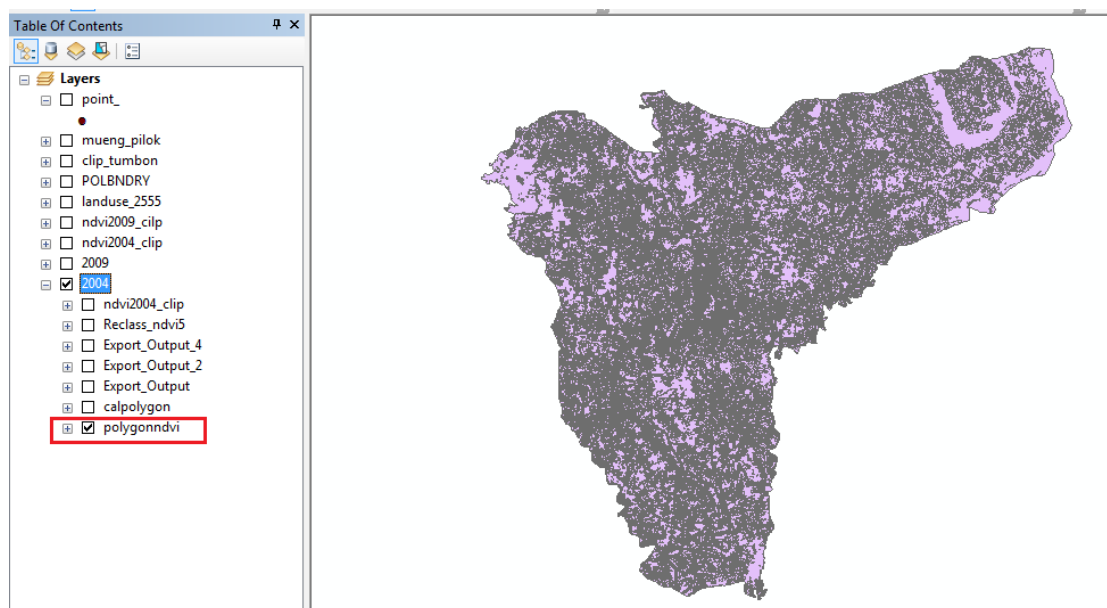 Table Of Contents
Layers
point_
mueng_pilok
clip_tumbon
POLBNDRY
landuse_2555
ndvi2009_cilp
ndvi2004_clip
2009
2004
ndvi2004_clip
Reclass_ndvi5
Export_Output_4
Export_Output_2
Export_Output
calpolygon
polygonndvi